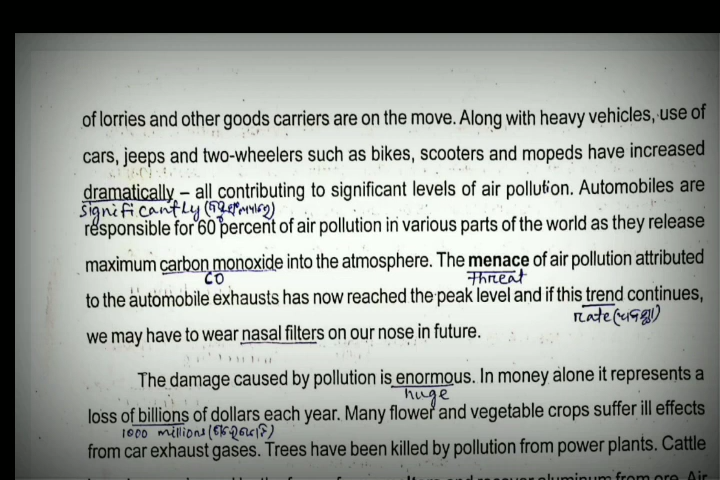 of lorries and other goods carriers are on the move. Along with heavy vehicles, use of
cars, jeeps and two-wheelers such as bikes, scooters and mopeds have increased
dramatically – all contributing to significant levels of air pollution. Automobiles are
significantly
responsible for 60 percent of air pollution in various parts of the world as they release
maximum carbon monoxide into the atmosphere. The menace of air pollution attributed
CO threat
to the automobile exhausts has now reached the peak level and if this trend continues,
rate
we may have to wear nasal filters on our nose in future.
The damage caused by pollution is enormous. In money alone it represents a
huge
loss of billions of dollars each year. Many flower and vegetable crops suffer ill effects
1000 millions
from car exhaust gases. Trees have been killed by pollution from power plants. Cattle
aluminum from ore. Air